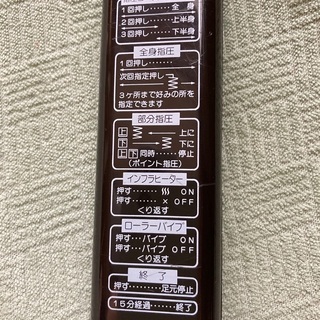 1回押し……全 身
2回押し……上半身
3回押し……下半身
全身指圧
1回押し……
次回指定押し
3ヶ所まで好みの所を
指定できます
部分指圧
上 上に
下 下に
上 下 同時……停止
(ポイント指圧)
インフラヒーター
押す…… ON
押す……×OFF
くり返す
ローラーバイブ
押す…バイブ ON
押す…バイブ OFF
くり返す
終 了
押す………足元停止
15分経過……終了